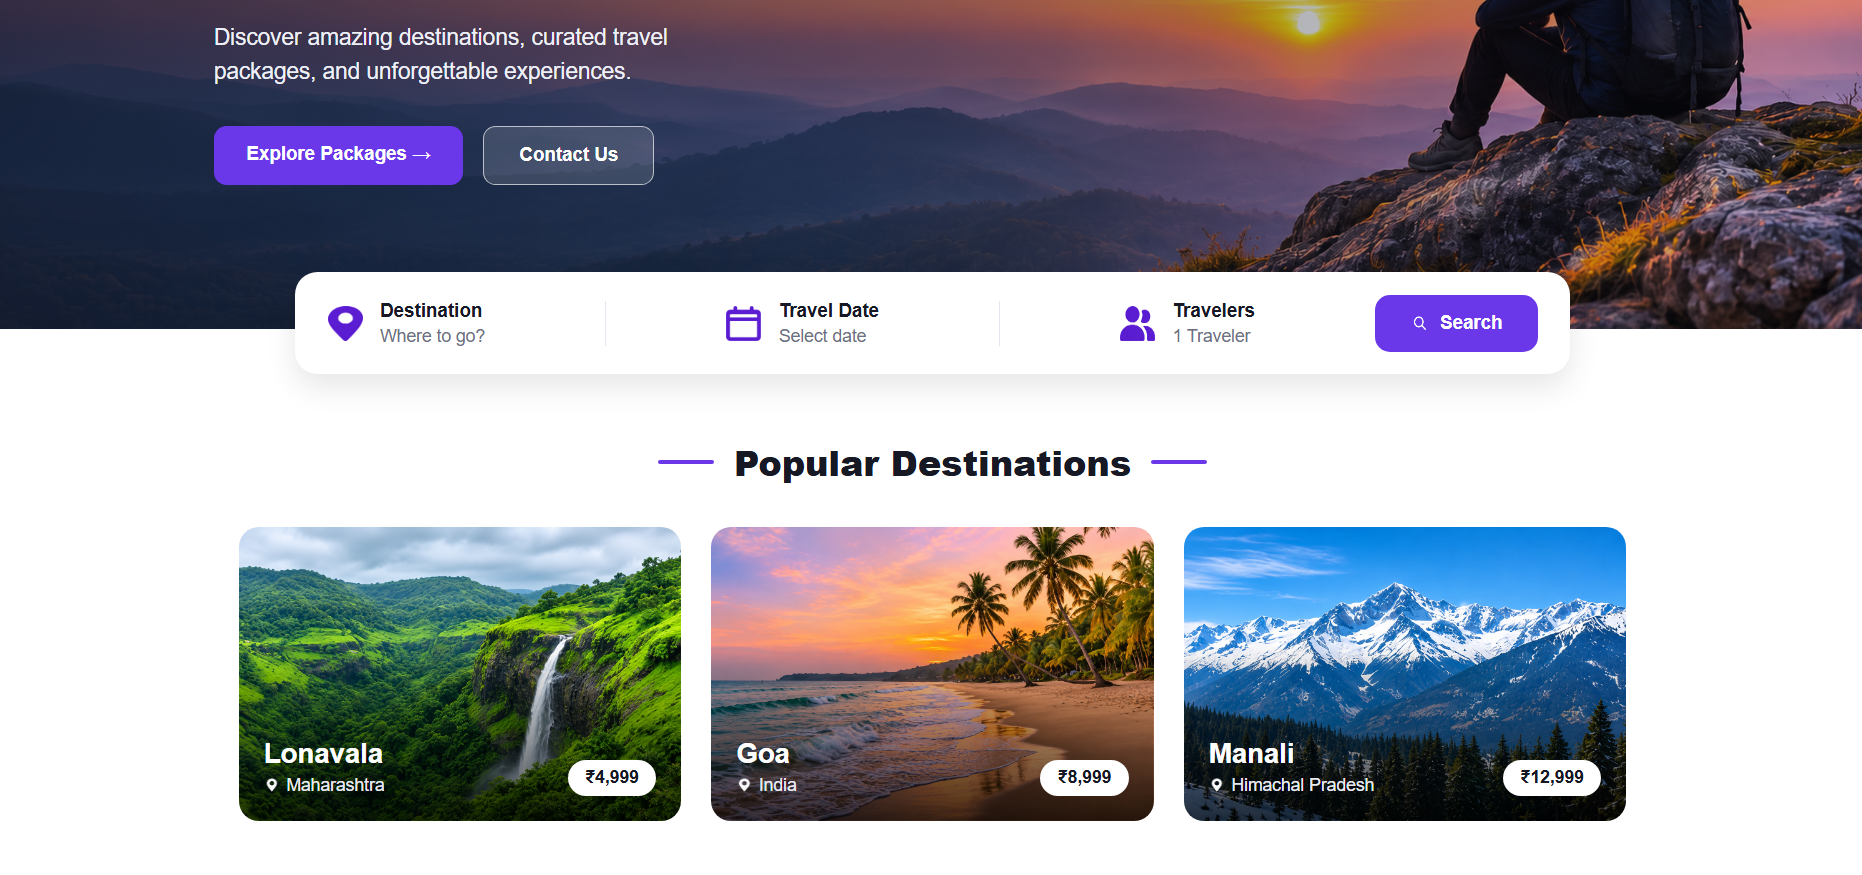 Discover amazing destinations, curated travel
packages, and unforgettable experiences.
Explore Packages →
Contact Us
Destination
Where to go?
Travel Date
Select date
Travelers
1 Traveler
Search
Popular Destinations
Lonavala
Maharashtra
₹4,999
Goa
India
₹8,999
Manali
Himachal Pradesh
₹12,999